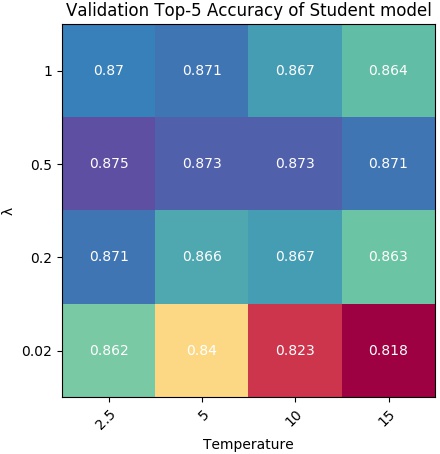 Validation Top-5 Accuracy of Student model
1 0.87 0.871 0.867 0.864
0.5 0.875 0.873 0.873 0.871
λ
0.2 0.871 0.866 0.867 0.863
0.02 0.862 0.84 0.823 0.818
2.5 5 10 15
Temperature